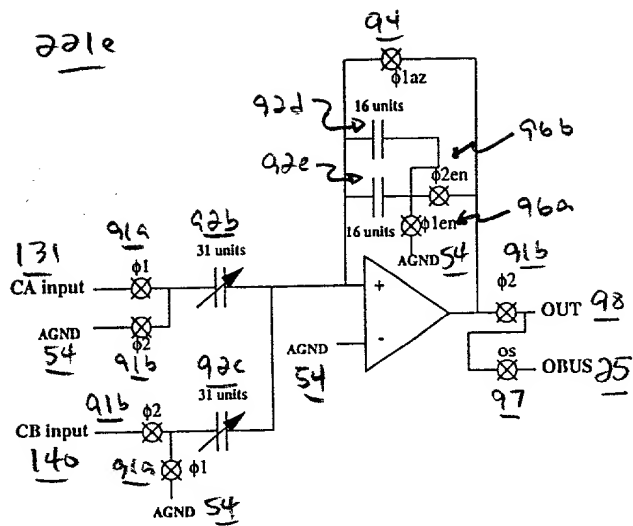 221e
94
ϕ1az
16 units
92d
96b
92e
ϕ2en
96a
ϕ1en
16 units
AGND 54
131
91a
92b
31 units
91b
CA input
ϕ1
ϕ2
OUT 98
AGND
54
ϕ2
91b
+
-
AGND
54
os
OBUS 25
97
92c
31 units
91b
ϕ2
CB input
140
91a
ϕ1
AGND 54